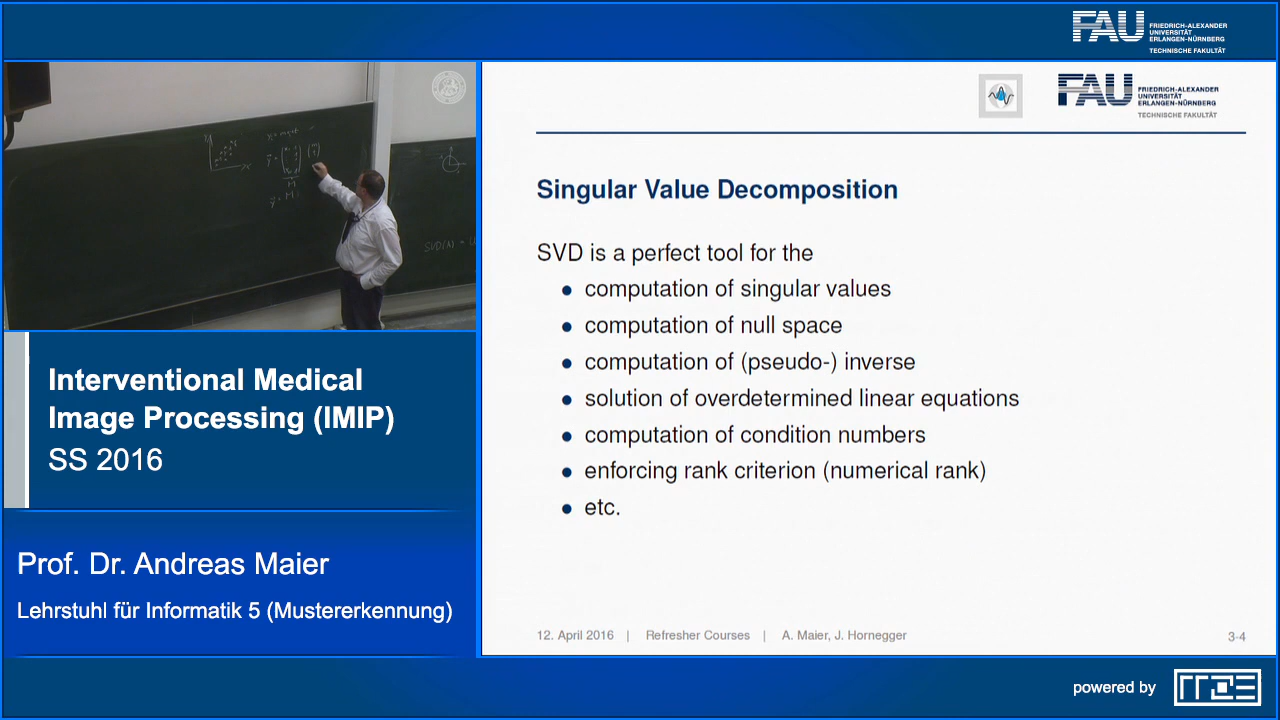 FAU
FRIEDRICH-ALEXANDER
UNIVERSITÄT
ERLANGEN-NÜRNBERG
TECHNISCHE FAKULTÄT
FAU
FRIEDRICH-ALEXANDER
UNIVERSITÄT
ERLANGEN-NÜRNBERG
TECHNISCHE FAKULTÄT
Singular Value Decomposition
SVD is a perfect tool for the
● computation of singular values
● computation of null space
● computation of (pseudo-) inverse
● solution of overdetermined linear equations
● computation of condition numbers
● enforcing rank criterion (numerical rank)
● etc.
12. April 2016 | Refresher Courses | A. Maier, J. Hornegger
3-4
Interventional Medical
Image Processing (IMIP)
SS 2016
Prof. Dr. Andreas Maier
Lehrstuhl für Informatik 5 (Mustererkennung)
powered by